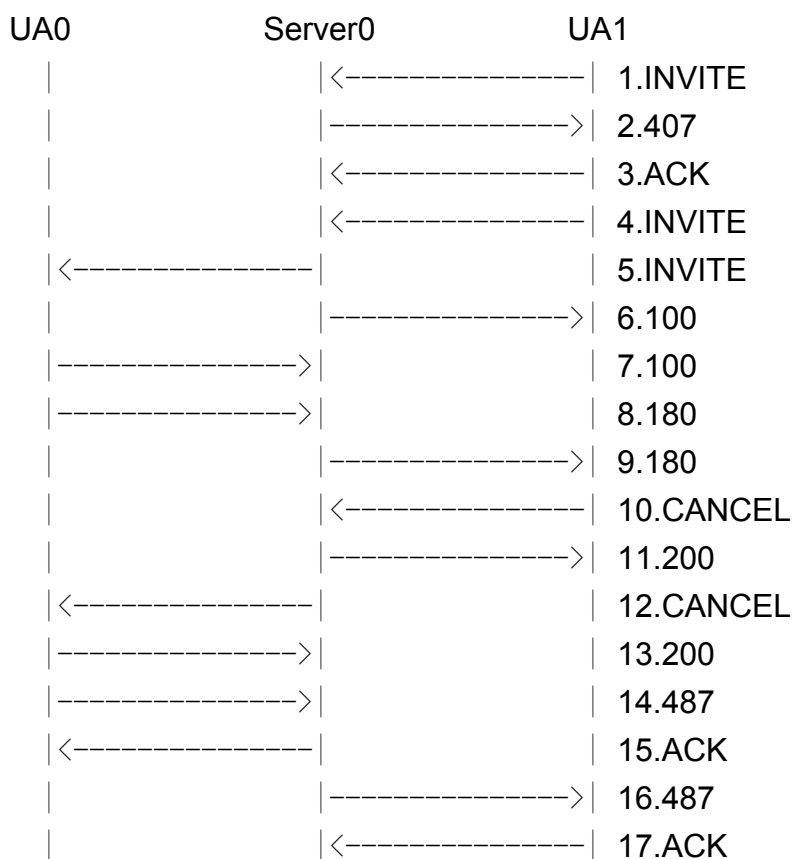 UA0 Server0 UA1
1.INVITE
2.407
3.ACK
4.INVITE
5.INVITE
6.100
7.100
8.180
9.180
10.CANCEL
11.200
12.CANCEL
13.200
14.487
15.ACK
16.487
17.ACK